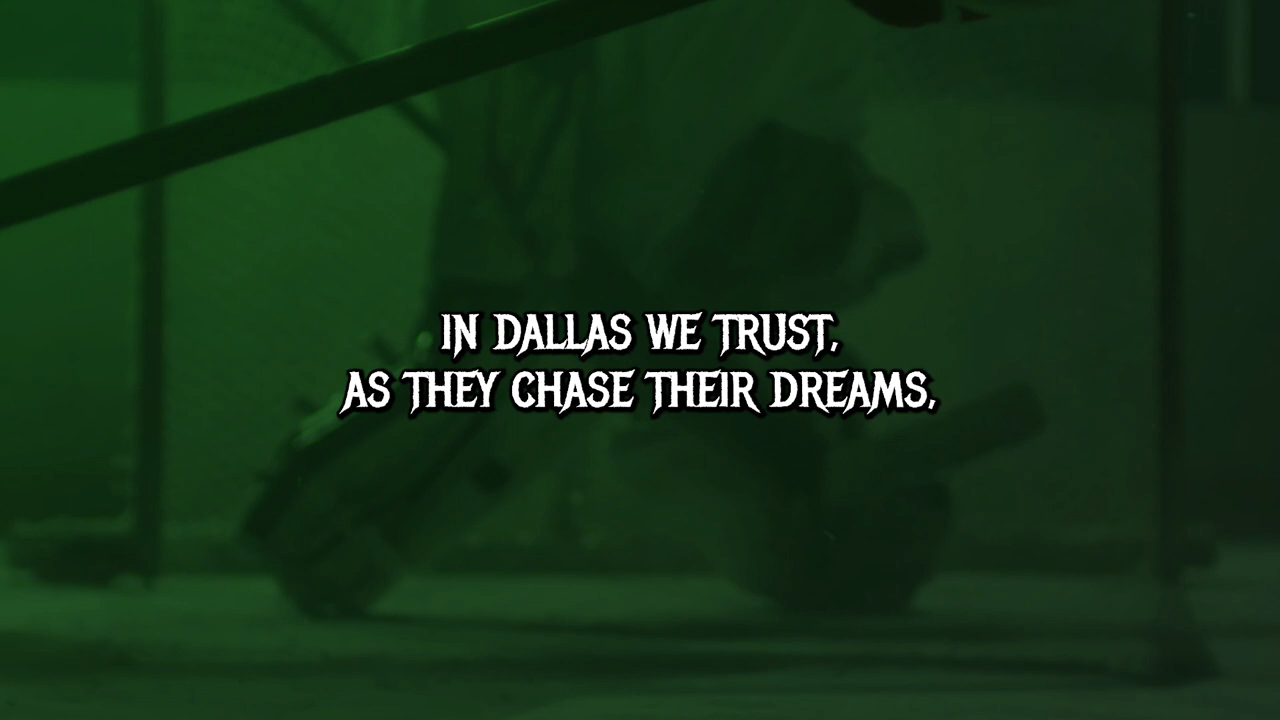 IN DALLAS WE TRUST,
AS THEY CHASE THEIR DREAMS,